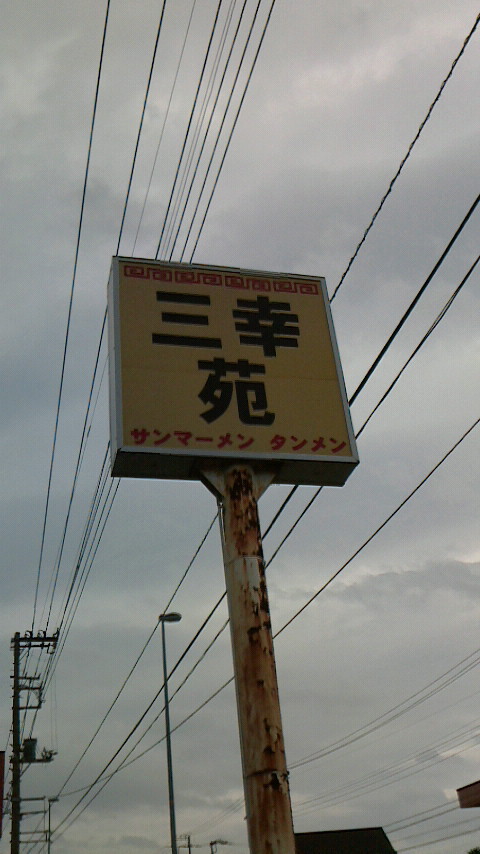 三幸
苑
サンマーメン タンメン